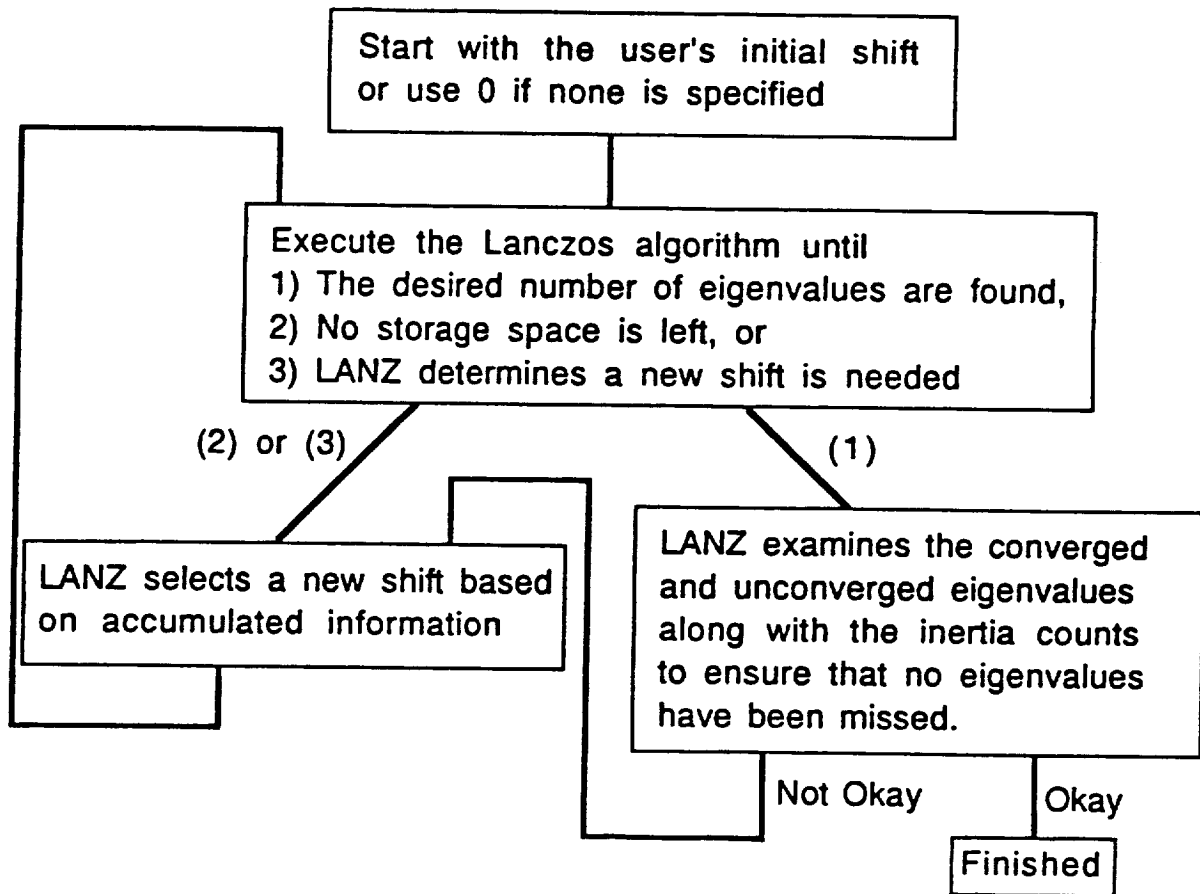 Start with the user's initial shift
or use 0 if none is specified
Execute the Lanczos algorithm until
1) The desired number of eigenvalues are found,
2) No storage space is left, or
3) LANZ determines a new shift is needed
(2) or (3)
(1)
LANZ selects a new shift based
on accumulated information
LANZ examines the converged
and unconverged eigenvalues
along with the inertia counts
to ensure that no eigenvalues
have been missed.
Not Okay
Okay
Finished